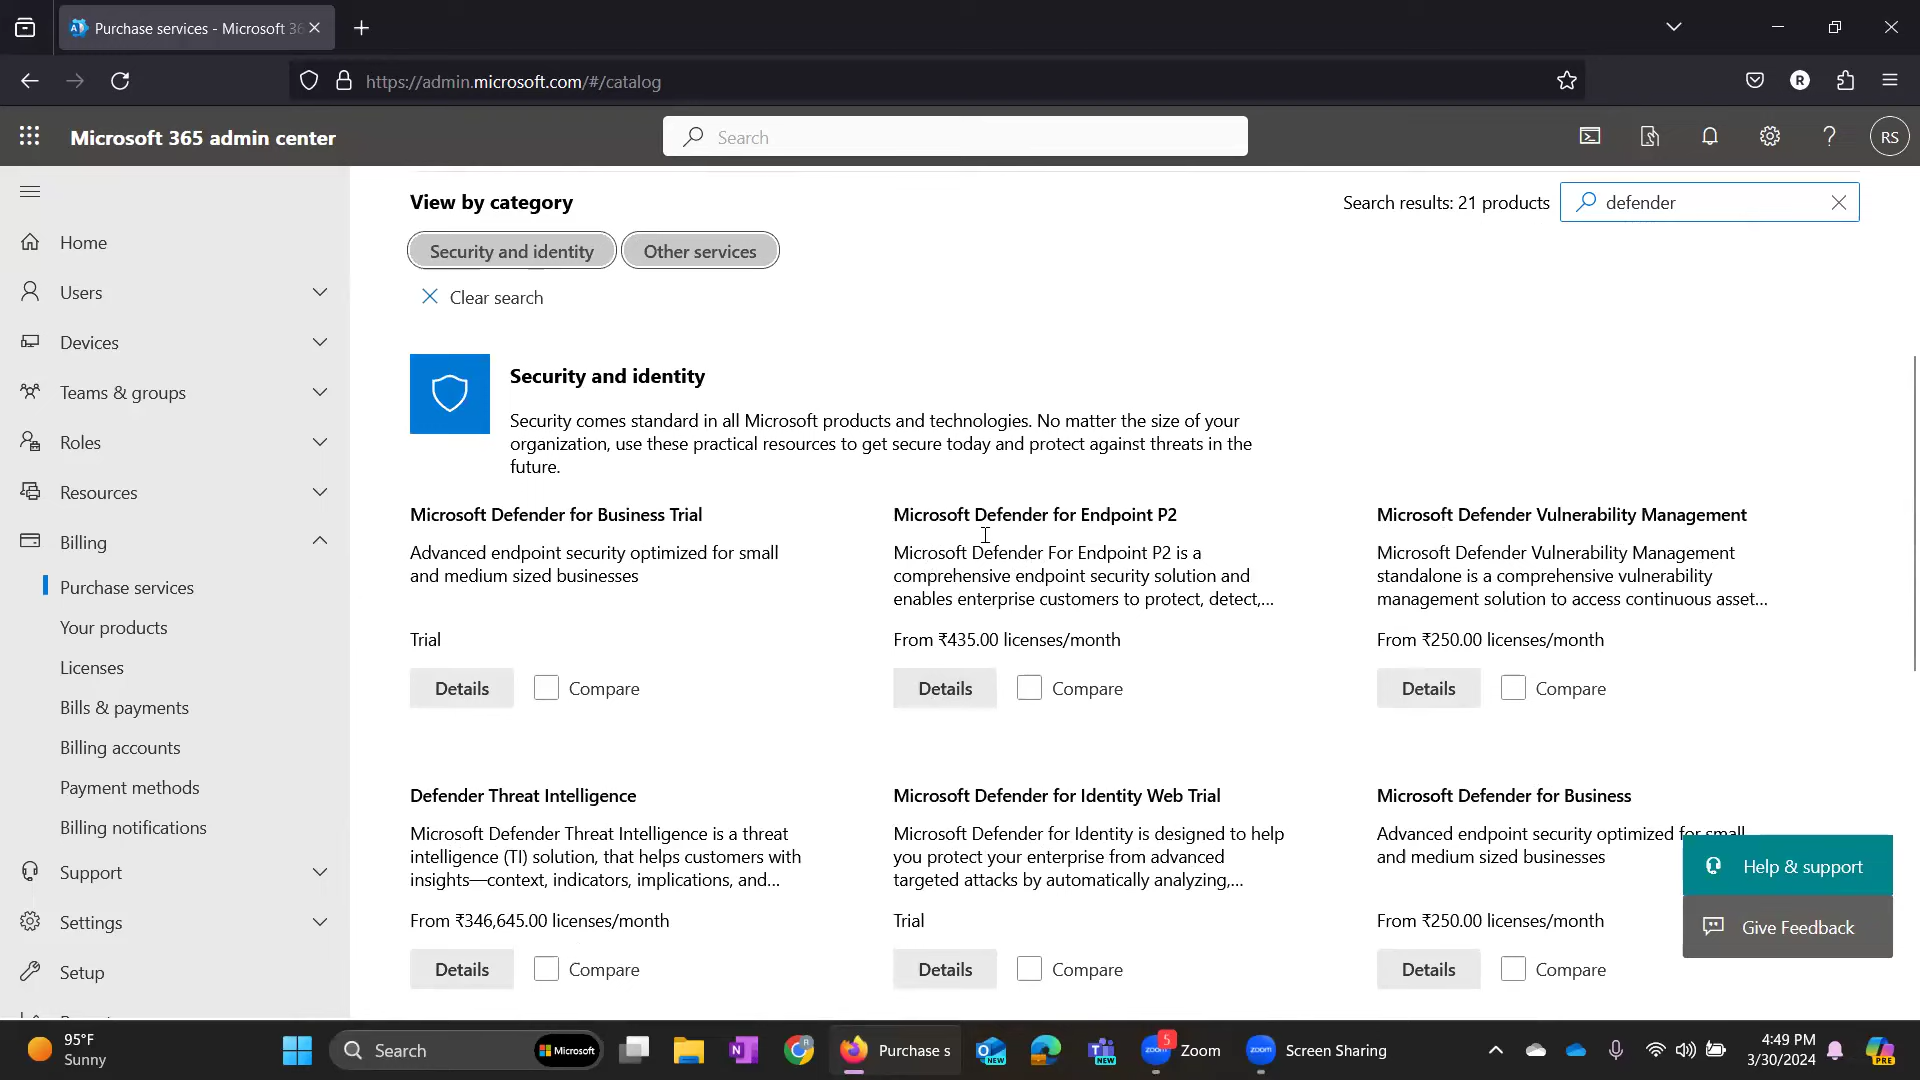 Purchase services - Microsoft 36
https://admin.microsoft.com/#/catalog
R
Microsoft 365 admin center
Search
RS
Home
Users
Devices
Teams & groups
Roles
Resources
Billing
Purchase services
Your products
Licenses
Bills & payments
Billing accounts
Payment methods
Billing notifications
Support
Settings
Setup
View by category
Search results: 21 products
defender
Security and identity
Other services
Clear search
Security and identity
Security comes standard in all Microsoft products and technologies. No matter the size of your
organization, use these practical resources to get secure today and protect against threats in the
future.
Microsoft Defender for Business Trial
Advanced endpoint security optimized for small
and medium sized businesses
Trial
Details
Compare
Microsoft Defender for Endpoint P2
Microsoft Defender For Endpoint P2 is a
comprehensive endpoint security solution and
enables enterprise customers to protect, detect,...
From ₹435.00 licenses/month
Details
Compare
Microsoft Defender Vulnerability Management
Microsoft Defender Vulnerability Management
standalone is a comprehensive vulnerability
management solution to access continuous asset...
From ₹250.00 licenses/month
Details
Compare
Defender Threat Intelligence
Microsoft Defender Threat Intelligence is a threat
intelligence (TI) solution, that helps customers with
insights—context, indicators, implications, and...
From ₹346,645.00 licenses/month
Details
Compare
Microsoft Defender for Identity Web Trial
Microsoft Defender for Identity is designed to help
you protect your enterprise from advanced
targeted attacks by automatically analyzing,...
Trial
Details
Compare
Microsoft Defender for Business
Advanced endpoint security optimized for small
and medium sized businesses
From ₹250.00 licenses/month
Details
Compare
Help & support
Give Feedback
95°F
Sunny
Search
Microsoft
Purchase s
NEW
NEW
zoom
5
Zoom
zoom
Screen Sharing
4:49 PM
3/30/2024
PRE